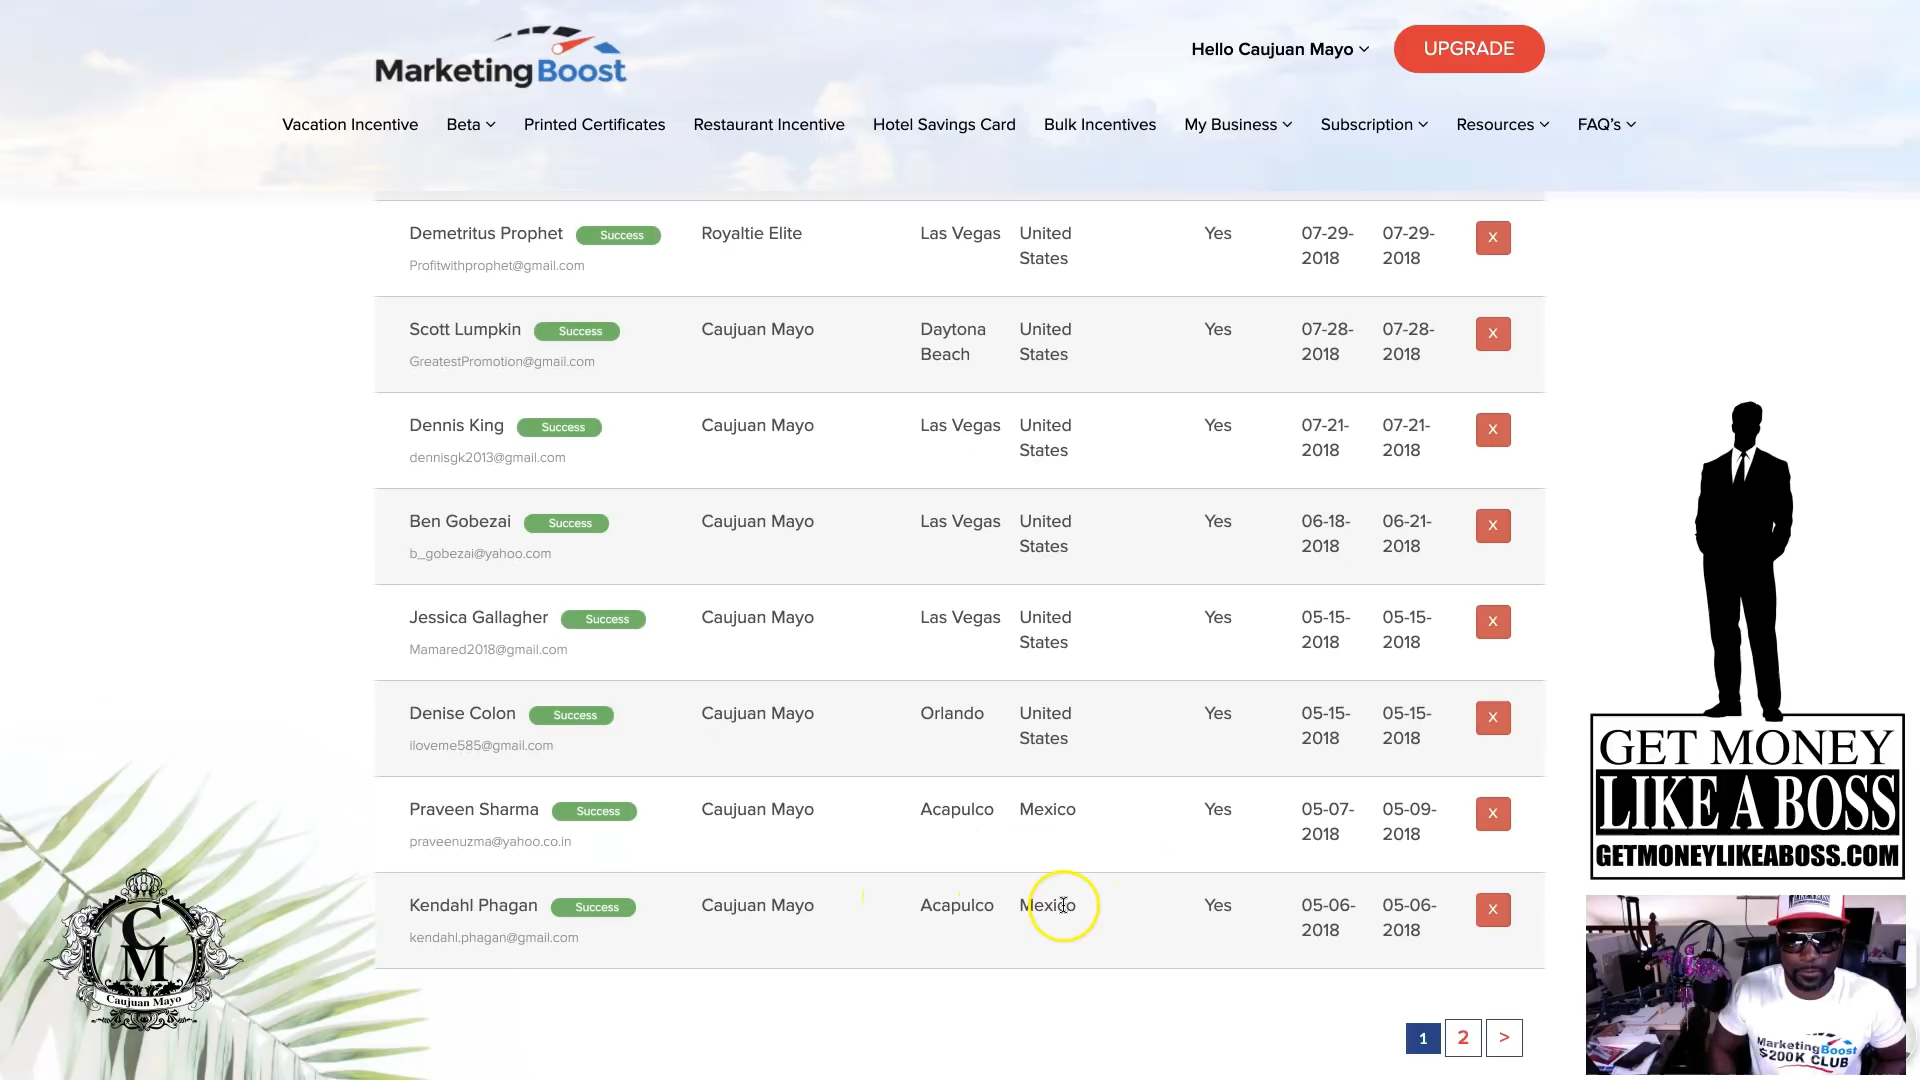 MarketingBoost
Hello Caujuan Mayo
UPGRADE
Vacation Incentive Beta Printed Certificates Restaurant Incentive Hotel Savings Card Bulk Incentives My Business Subscription Resources FAQ's
Demetritus Prophet Success Royaltie Elite Las Vegas United Yes 07-29- 07-29- X
States 2018 2018
Profitwithprophet@gmail.com
Scott Lumpkin Success Caujuan Mayo Daytona United Yes 07-28- 07-28- X
Beach States 2018 2018
GreatestPromotion@gmail.com
Dennis King Success Caujuan Mayo Las Vegas United Yes 07-21- 07-21- X
States 2018 2018
dennisgk2013@gmail.com
Ben Gobezai Success Caujuan Mayo Las Vegas United Yes 06-18- 06-21- X
States 2018 2018
b_gobezai@yahoo.com
Jessica Gallagher Success Caujuan Mayo Las Vegas United Yes 05-15- 05-15- X
States 2018 2018
Mamared2018@gmail.com
Denise Colon Success Caujuan Mayo Orlando United Yes 05-15- 05-15- X
States 2018 2018
iloveme585@gmail.com
Praveen Sharma Success Caujuan Mayo Acapulco Mexico Yes 05-07- 05-09- X
2018 2018
praveenuzma@yahoo.co.in
Kendahl Phagan Success Caujuan Mayo Acapulco Mexico Yes 05-06- 05-06- X
2018 2018
kendahl.phagan@gmail.com
1 2 >
GET MONEY
LIKE A BOSS
GETMONEYLIKEABOSS.COM
C
M
Caujuan Mayo
MarketingBoost
$200K CLUB